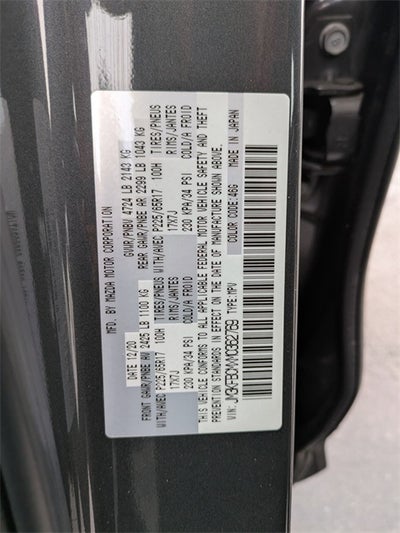 MFD. BY MAZDA MOTOR CORPORATION
DATE 12/20 GVWR/PNBV 4724 LB 2143 KG
FRONT GAWR/PNBE AV 2425 LB 1100 KG REAR GAWR/PNBE AR 2299 LB 1043 KG
WITH/AVEC P225/65R17 100H TIRES/PNEUS WITH/AVEC P225/65R17 100H TIRES/PNEUS
17X7J RIMS/JANTES 17X7J RIMS/JANTES
230 KPA/34 PSI COLD/A FROID 230 KPA/34 PSI COLD/A FROID
THIS VEHICLE CONFORMS TO ALL APPLICABLE FEDERAL MOTOR VEHICLE SAFETY AND THEFT
PREVENTION STANDARDS IN EFFECT ON THE DATE OF MANUFACTURE SHOWN ABOVE.
VIN: TYPE:MPV COLOR/NUANCE:46G MADE IN JAPAN